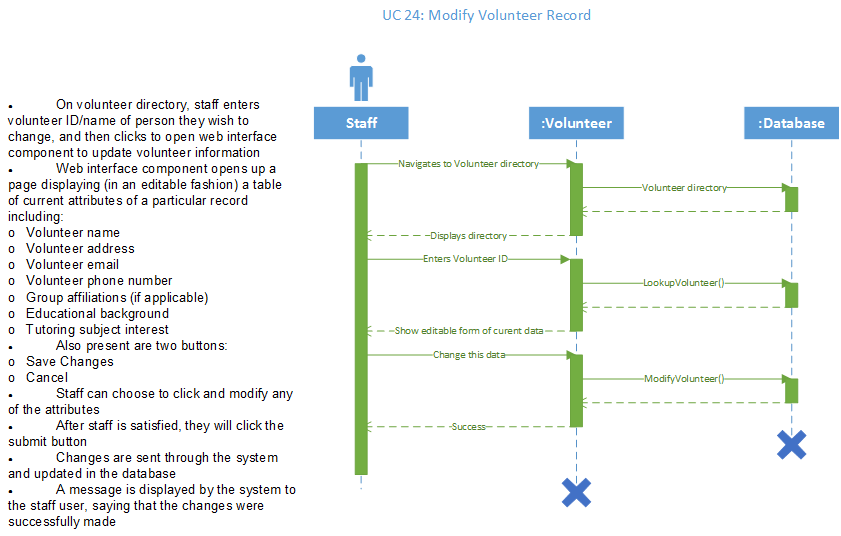 UC 24: Modify Volunteer Record
• On volunteer directory, staff enters
volunteer ID/name of person they wish to
change, and then clicks to open web interface
component to update volunteer information
• Web interface component opens up a
page displaying (in an editable fashion) a table
of current attributes of a particular record
including:
o Volunteer name
o Volunteer address
o Volunteer email
o Volunteer phone number
o Group affiliations (if applicable)
o Educational background
o Tutoring subject interest
• Also present are two buttons:
o Save Changes
o Cancel
• Staff can choose to click and modify any
of the attributes
• After staff is satisfied, they will click the
submit button
• Changes are sent through the system
and updated in the database
• A message is displayed by the system to
the staff user, saying that the changes were
successfully made
Staff
:Volunteer
:Database
Navigates to Volunteer directory
Volunteer directory
Displays directory
Enters Volunteer ID
LookupVolunteer()
Show editable form of curent data
Change this data
ModifyVolunteer()
Success